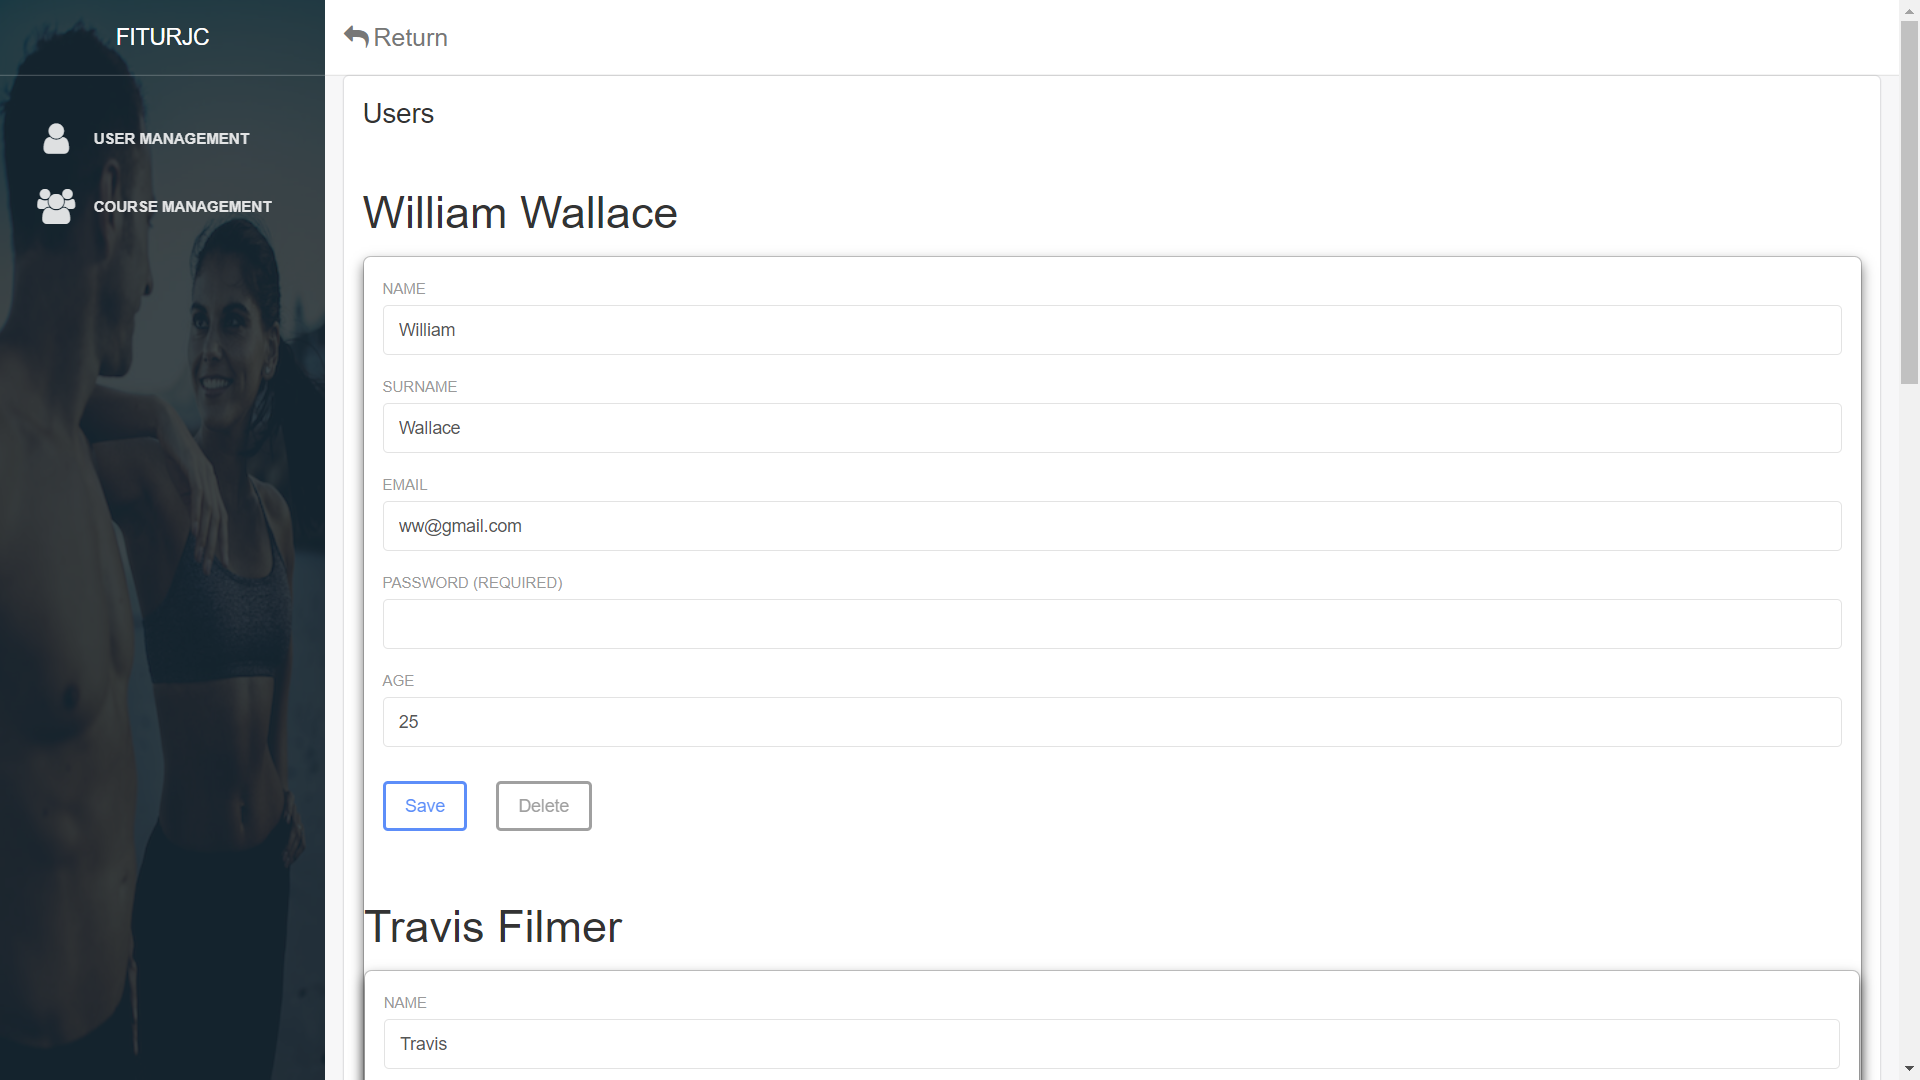 FITURJC
Return
USER MANAGEMENT
COURSE MANAGEMENT
Users
William Wallace
NAME
William
SURNAME
Wallace
EMAIL
ww@gmail.com
PASSWORD (REQUIRED)
AGE
25
Save
Delete
Travis Filmer
NAME
Travis